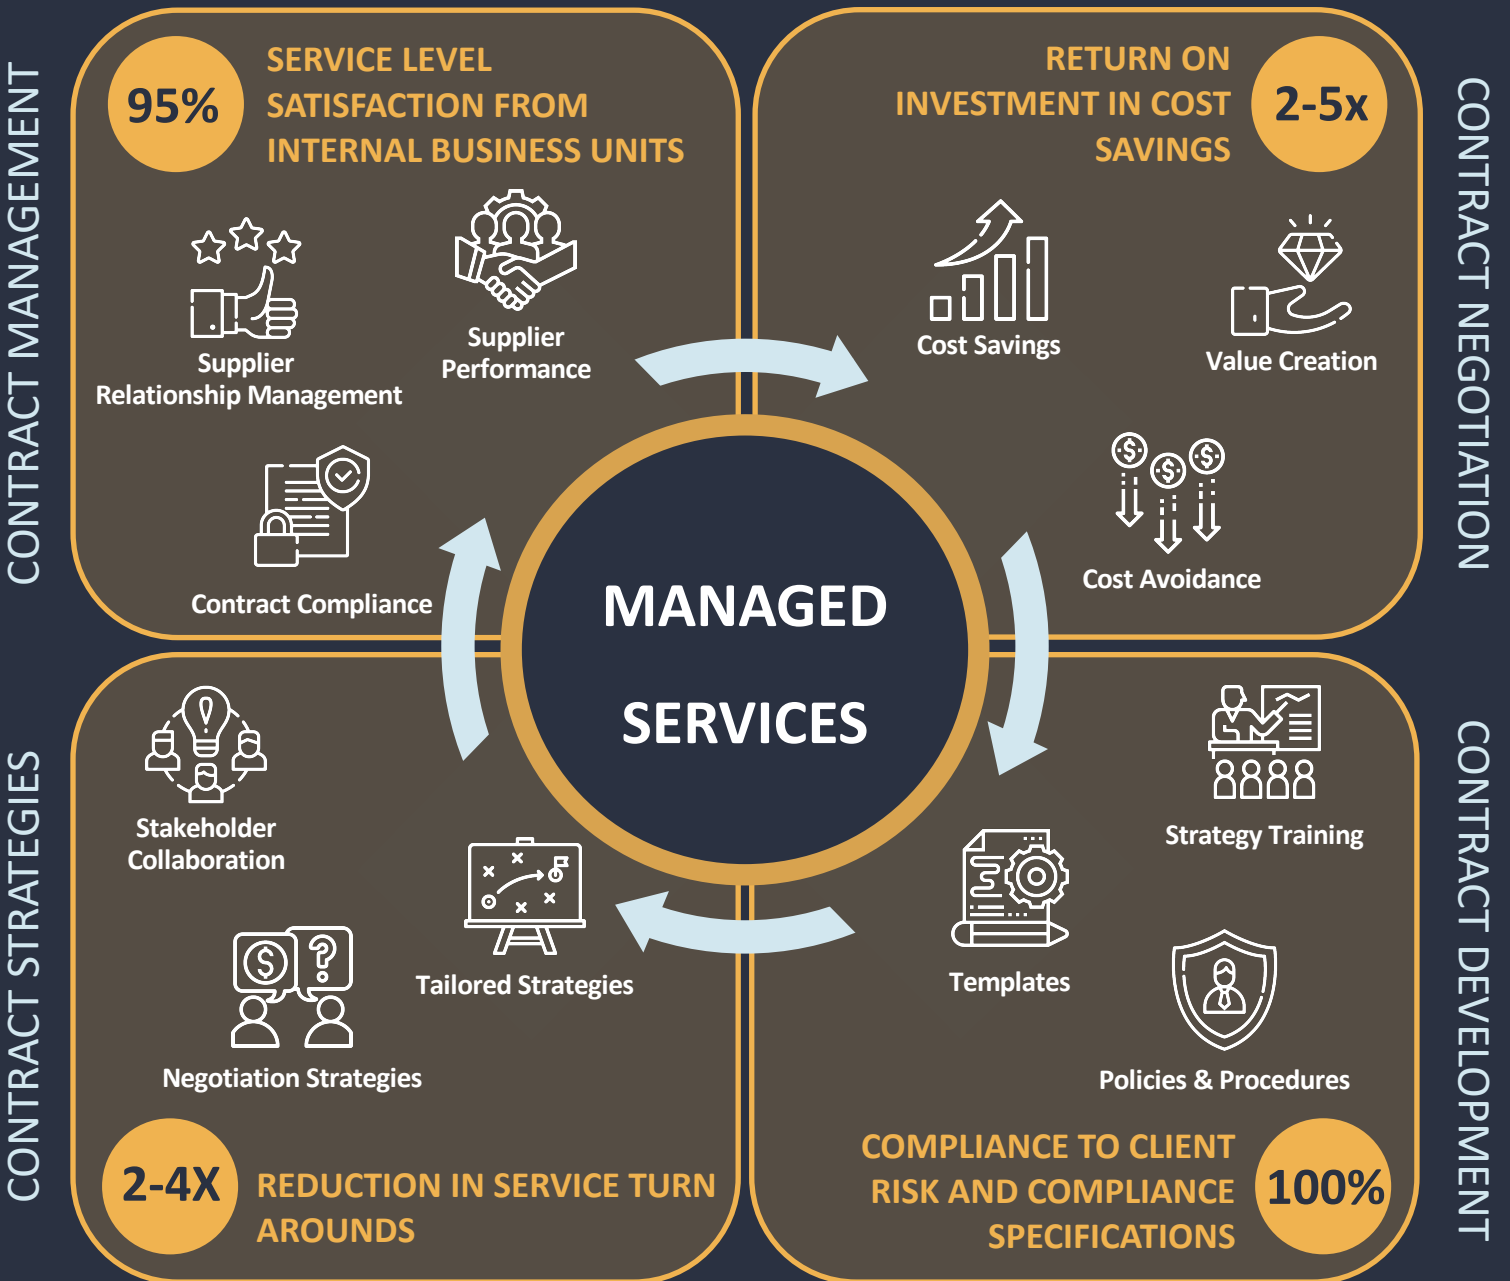 CONTRACT MANAGEMENT
95%
SERVICE LEVEL
SATISFACTION FROM
INTERNAL BUSINESS UNITS
Supplier
Relationship Management
Supplier
Performance
Contract Compliance
CONTRACT NEGOTIATION
RETURN ON
INVESTMENT IN COST
SAVINGS
2-5x
Cost Savings
Value Creation
Cost Avoidance
MANAGED
SERVICES
CONTRACT STRATEGIES
Stakeholder
Collaboration
Tailored Strategies
Negotiation Strategies
2-4X
REDUCTION IN SERVICE TURN
AROUNDS
CONTRACT DEVELOPMENT
Strategy Training
Templates
Policies & Procedures
COMPLIANCE TO CLIENT
RISK AND COMPLIANCE
SPECIFICATIONS
100%